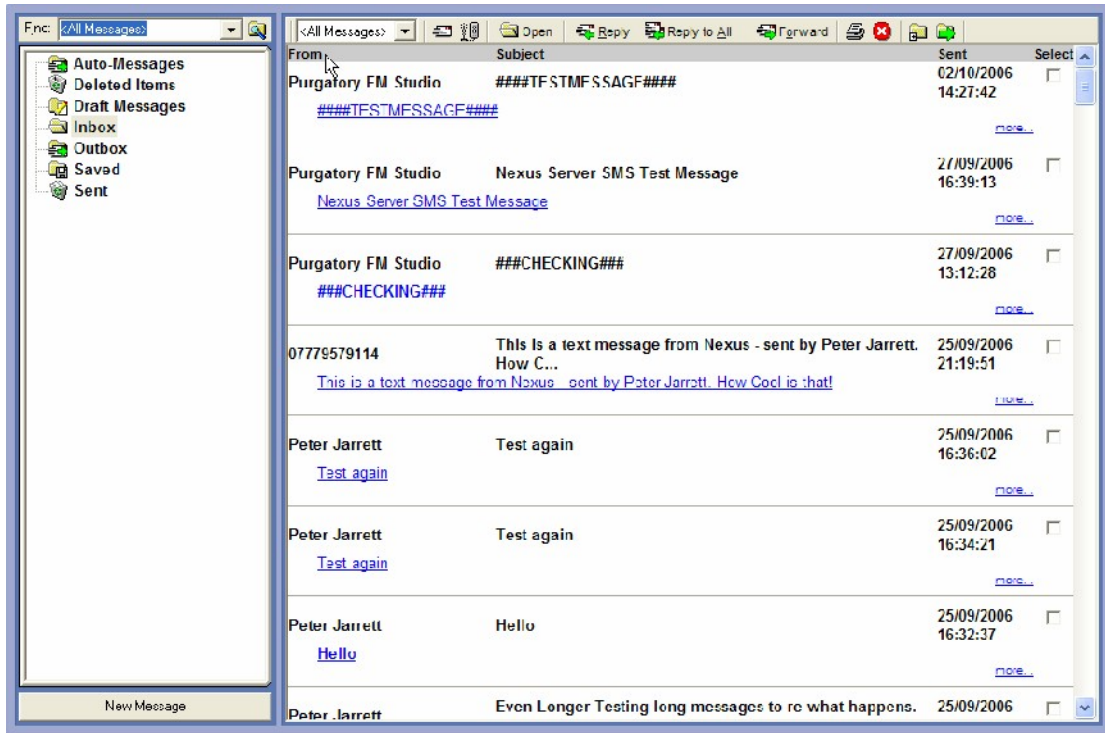 Find: <All Messages>
Auto-Messages
Deleted Items
Draft Messages
Inbox
Outbox
Saved
Sent
New Message
<All Messages> Open Reply Reply to All Forward
From Subject Sent Select
Purgatory FM Studio ####TESTMESSAGE#### 02/10/2006
14:27:42
####TESTMESSAGE####
more...
Purgatory FM Studio Nexus Server SMS Test Message 27/09/2006
16:39:13
Nexus Server SMS Test Message
more...
Purgatory FM Studio ###CHECKING### 27/09/2006
13:12:28
###CHECKING###
more...
07779579114 This is a text message from Nexus - sent by Peter Jarrett. 25/09/2006
How C... 21:19:51
This is a text message from Nexus - sent by Peter Jarrett. How Cool is that!
more...
Peter Jarrett Test again 25/09/2006
16:36:02
Test again
more...
Peter Jarrett Test again 25/09/2006
16:34:21
Test again
more...
Peter Jarrett Hello 25/09/2006
16:32:37
Hello
more...
Peter Jarrett Even Longer Testing long messages to re what happens. 25/09/2006